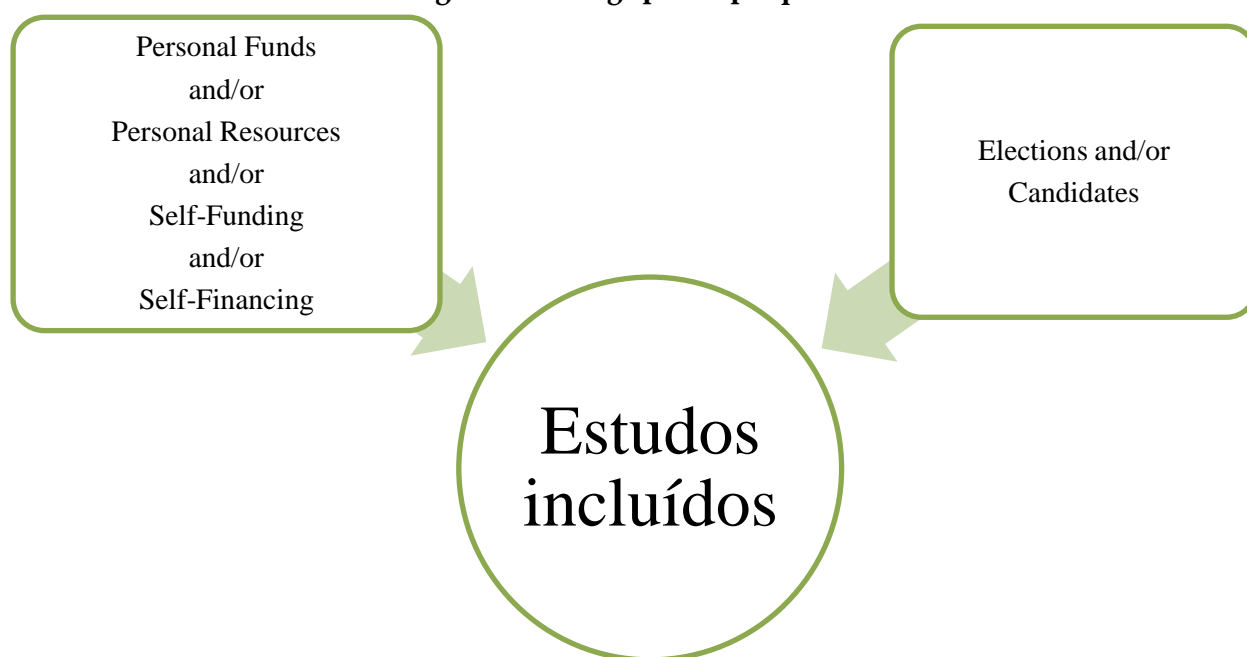 Personal Funds
and/or
Personal Resources
and/or
Self-Funding
and/or
Self-Financing
Elections and/or
Candidates
Estudos
incluídos